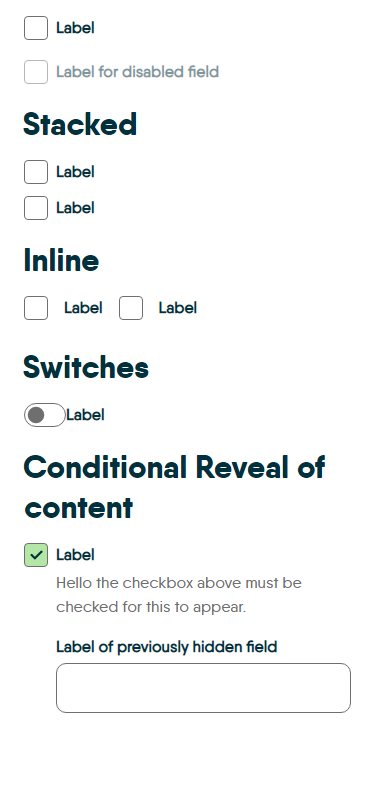 Label
Label for disabled field
Stacked
Label
Label
Inline
Label Label
Switches
Label
Conditional Reveal of
content
Label
Hello the checkbox above must be
checked for this to appear.
Label of previously hidden field